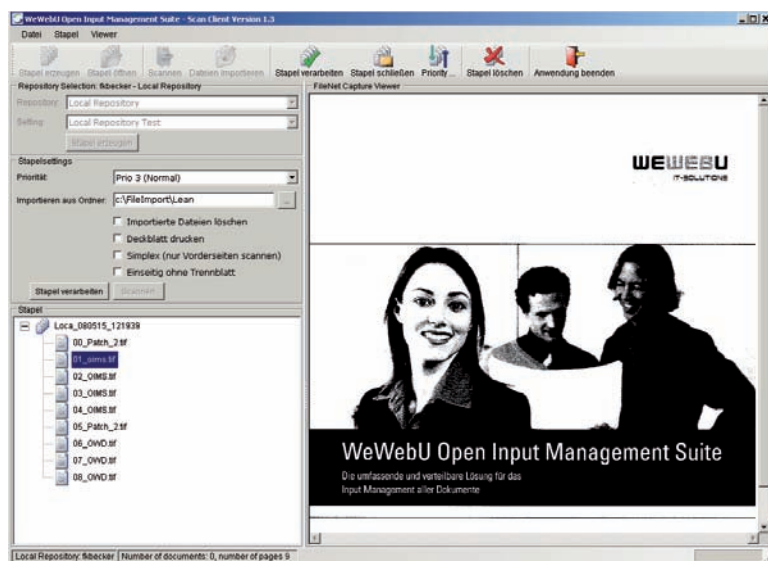 WeWebU Open Input Management Suite - Scan Client Version 1.3
Datei Stapel Viewer
Stapel erzeugen Stapel öffnen Scannen Dateien importieren Stapel verarbeiten Stapel schließen Priority ... Stapel löschen Anwendung beenden
Repository Selection: fkbecker - Local Repository
Repository: Local Repository
Setting: Local Repository Test
Stapel erzeugen
Stapelsettings
Priorität: Prio 3 (Normal)
Importieren aus Ordner: c:\FileImport\Lean ...
Importierte Dateien löschen
Deckblatt drucken
Simplex (nur Vorderseiten scannen)
Einseitig ohne Trennblatt
Stapel verarbeiten Scannen
Stapel
Loca_080515_121939
00_Patch_2.tif
01_oims.tif
02_OIMS.tif
03_OIMS.tif
04_OIMS.tif
05_Patch_2.tif
06_OWD.tif
07_OWD.tif
08_OWD.tif
FileNet Capture Viewer
WEWEBU
IT-SOLUTIONS
WeWebU Open Input Management Suite
Die umfassende und verteilbare Lösung für das
Input Management aller Dokumente
Local Repository: fkbecker Number of documents: 0, number of pages 9